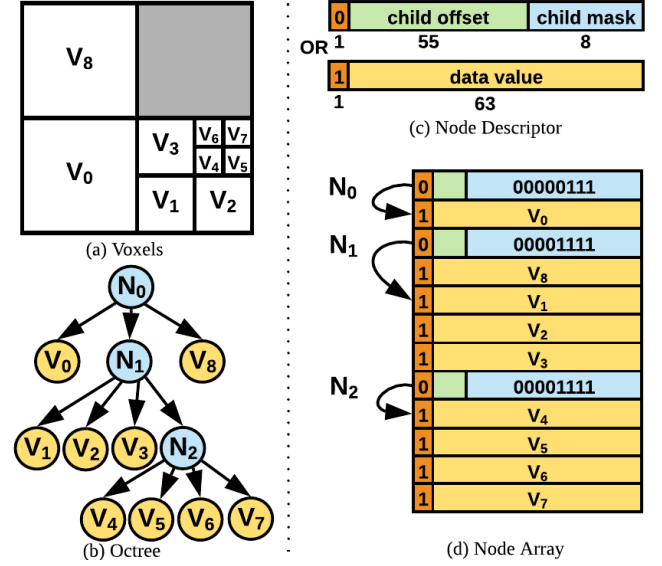 V8
V3
V6
V7
V4
V5
V0
V1
V2
(a) Voxels
N0
V0
N1
V8
V1
V2
V3
N2
V4
V5
V6
V7
(b) Octree
0 child offset child mask
OR 1 55 8
1 data value
1 63
(c) Node Descriptor
N0 0 00000111
1 V0
N1 0 00001111
1 V8
1 V1
1 V2
1 V3
N2 0 00001111
1 V4
1 V5
1 V6
1 V7
(d) Node Array